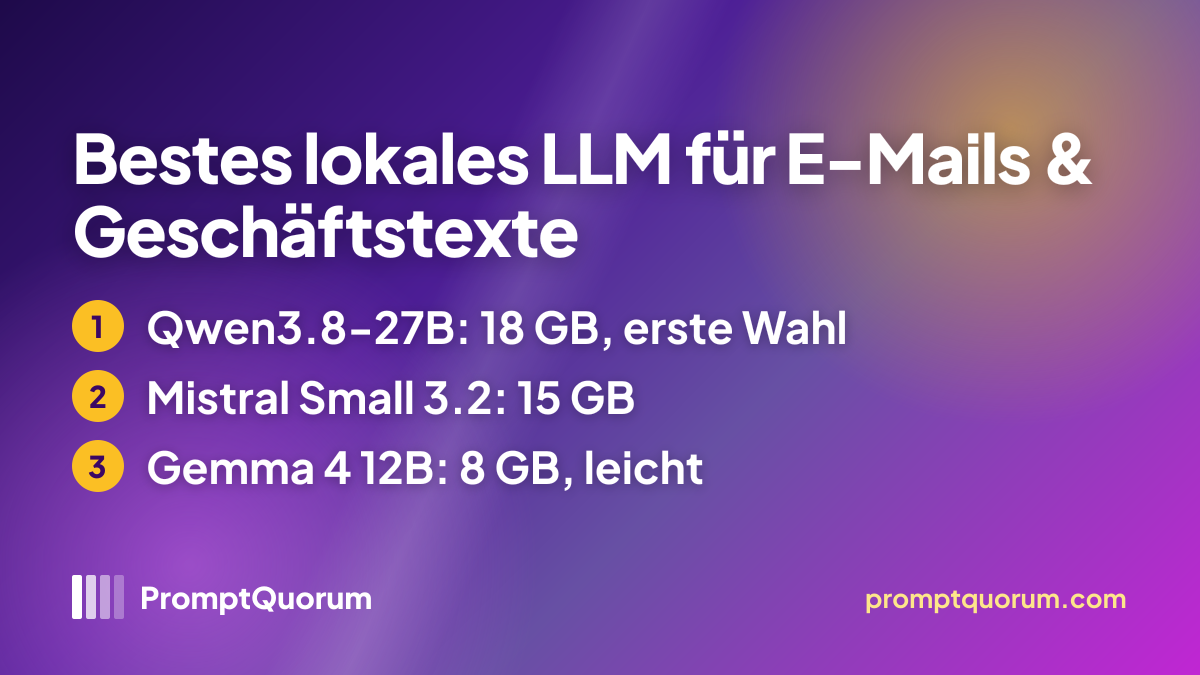 Bestes lokales LLM für E-Mails &
Geschäftstexte
1 Qwen3.8-27B: 18 GB, erste Wahl
2 Mistral Small 3.2: 15 GB
3 Gemma 4 12B: 8 GB, leicht
PromptQuorum
promptquorum.com